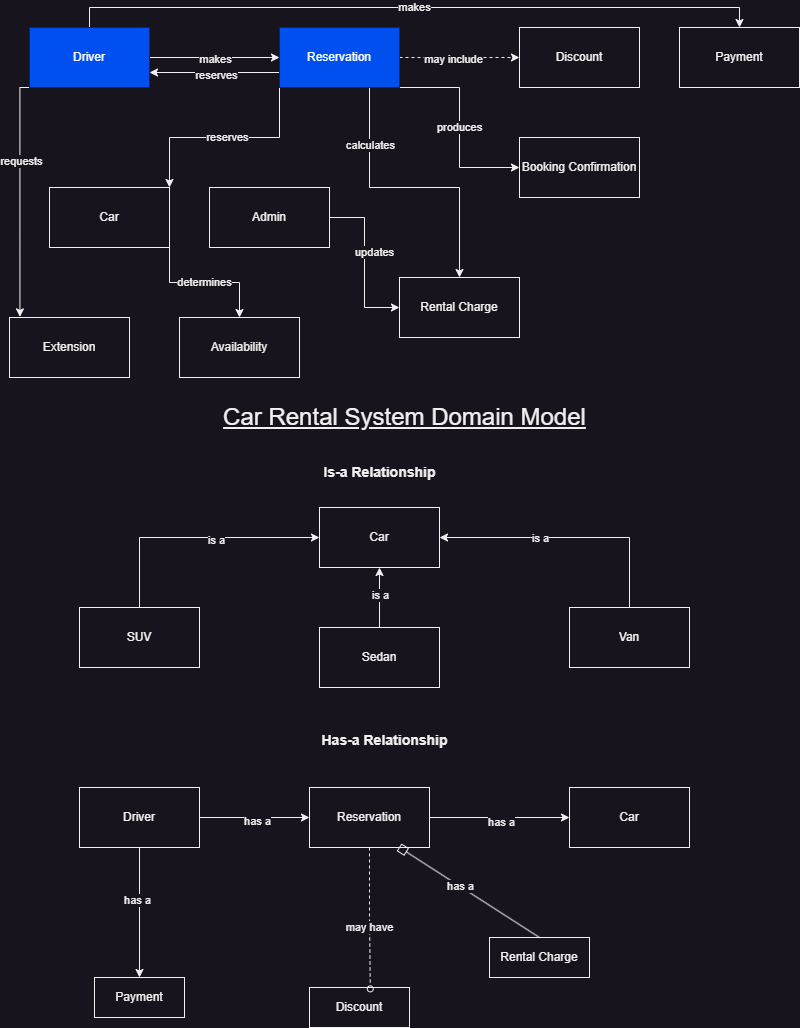 makes
Driver
makes
reserves
Reservation
may include
Discount
Payment
requests
reserves
calculates
produces
Booking Confirmation
Car
Admin
updates
determines
Rental Charge
Extension
Availability
Car Rental System Domain Model
Is-a Relationship
Car
is a
is a
is a
SUV
Sedan
Van
Has-a Relationship
Driver
has a
Reservation
has a
Car
has a
has a
may have
Rental Charge
Payment
Discount